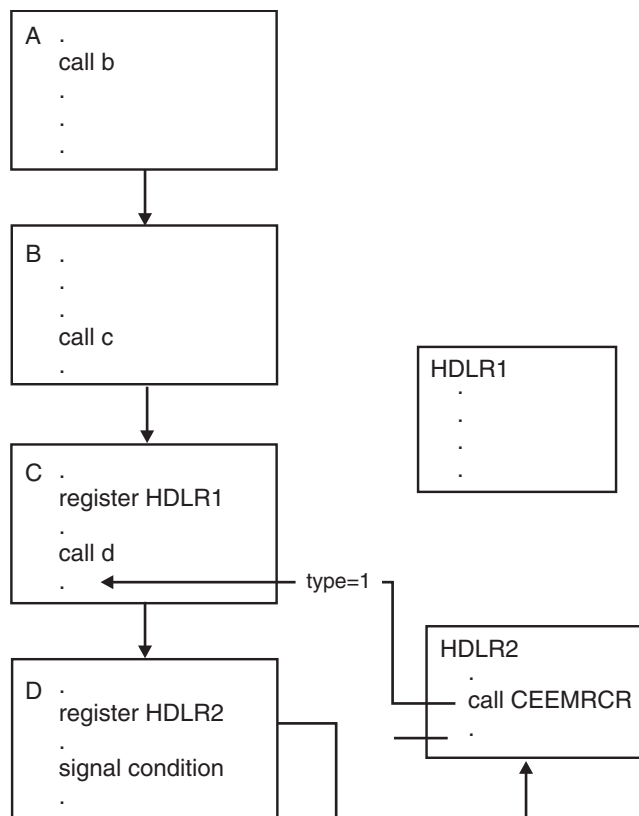 A .
call b
.
.
.
B .
.
.
call c
.
HDLR1
.
.
.
.
C .
register HDLR1
.
call d
.
type=1
HDLR2
.
call CEEMRCR
.
D .
register HDLR2
.
signal condition
.